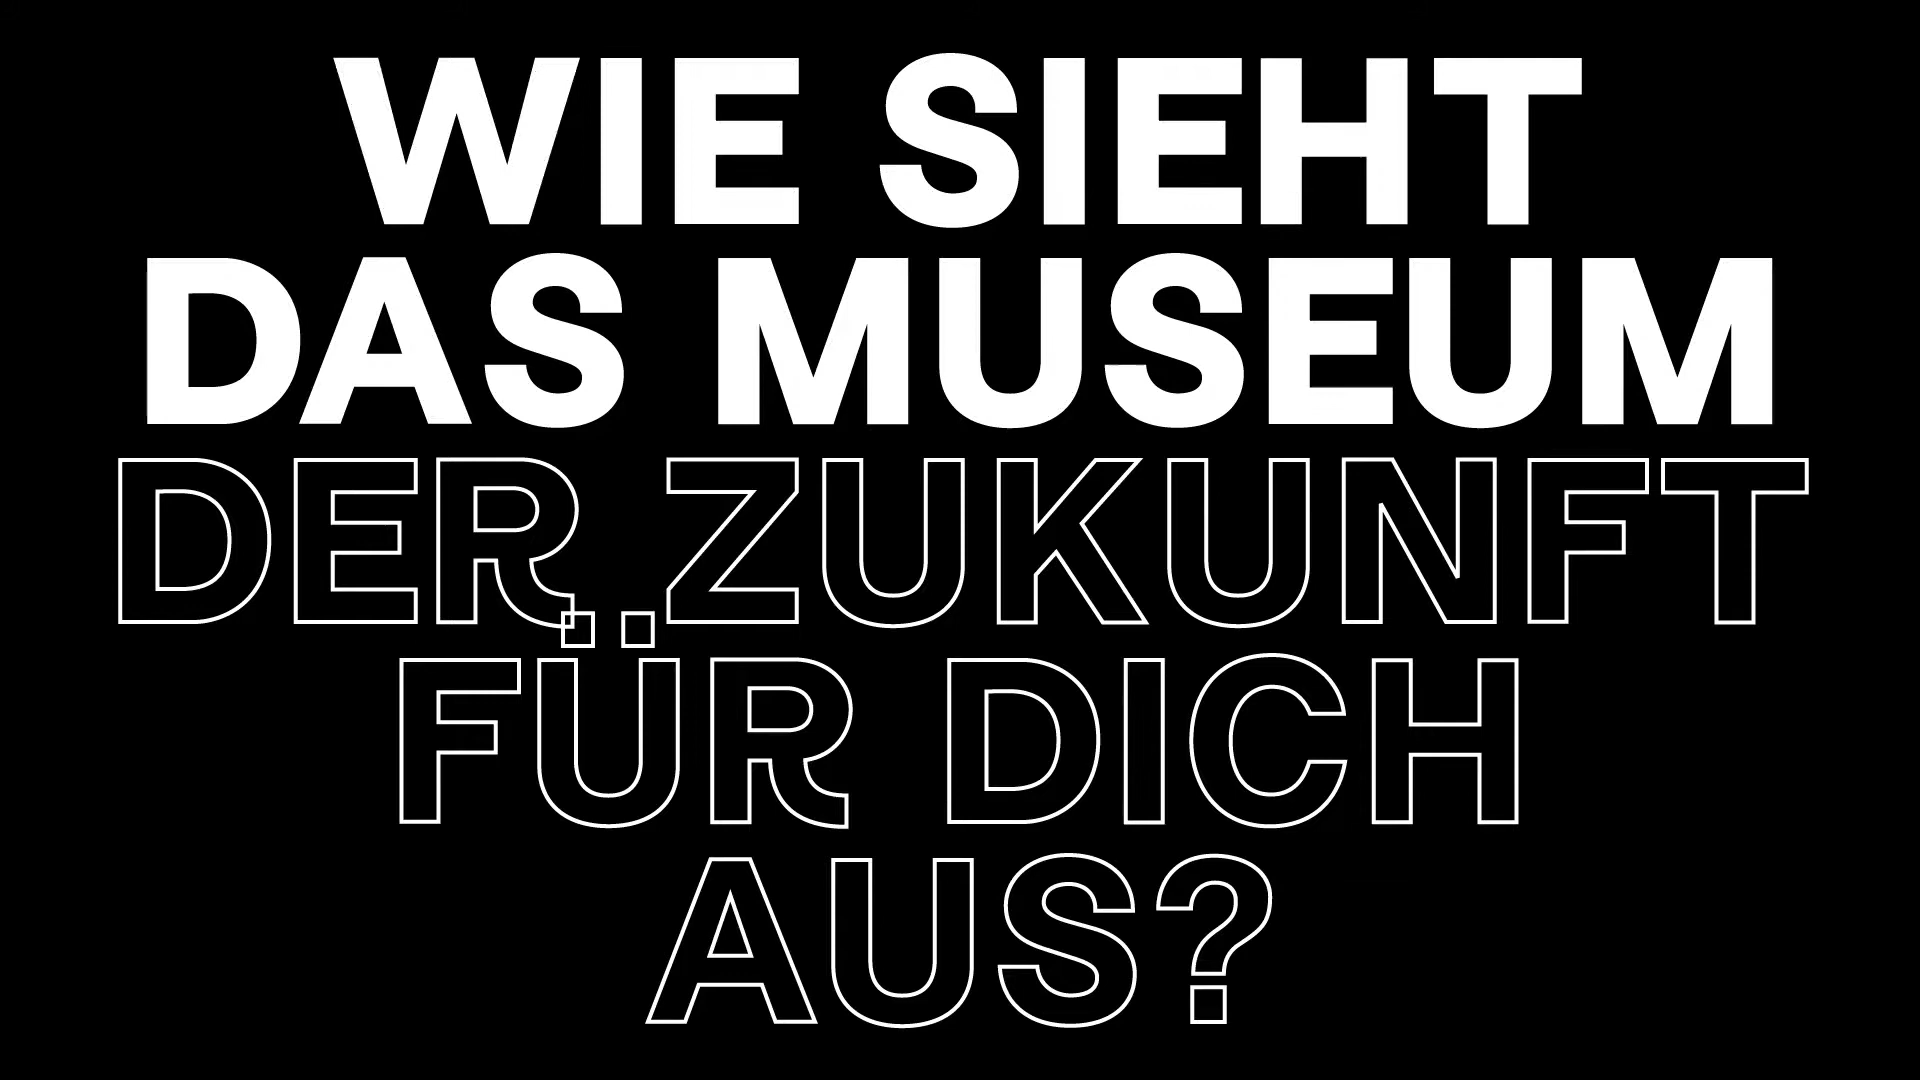 WIE SIEHT
DAS MUSEUM
DER ZUKUNFT
FÜR DICH
AUS?